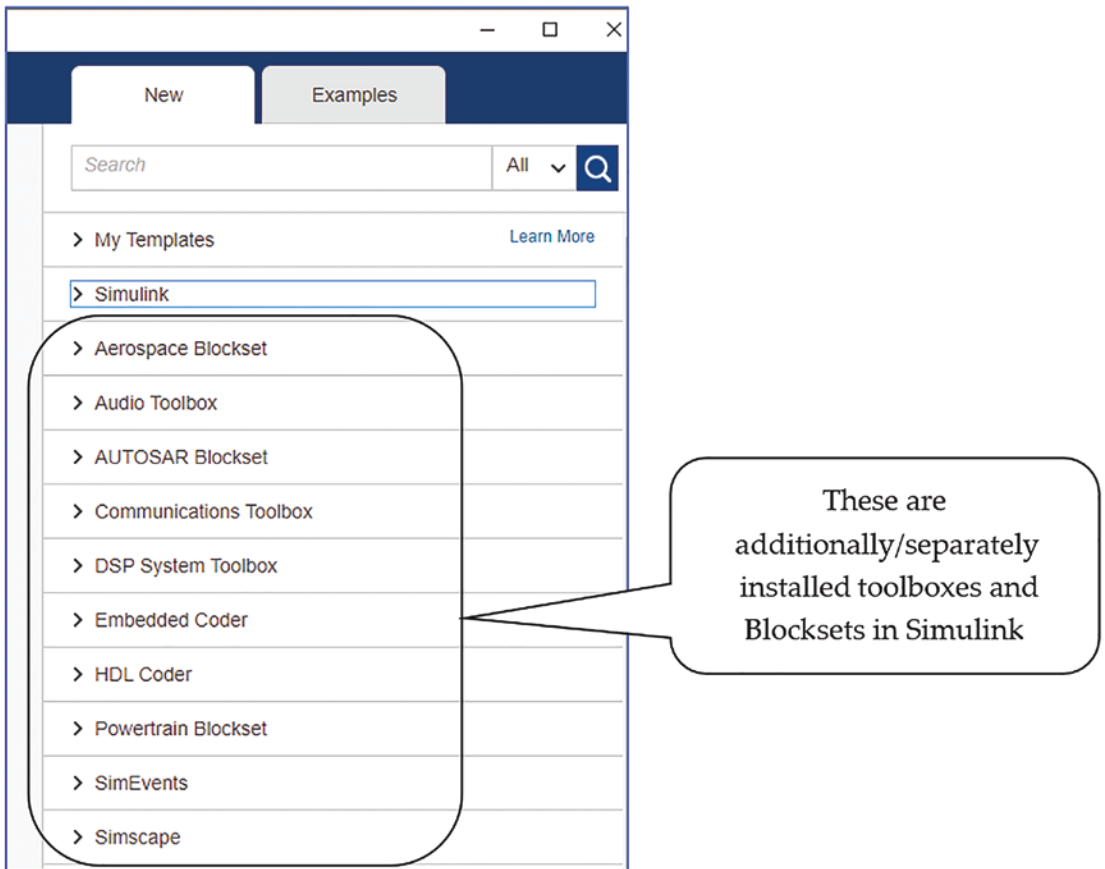 New
Examples
Search
All
My Templates
Learn More
Simulink
Aerospace Blockset
Audio Toolbox
AUTOSAR Blockset
Communications Toolbox
DSP System Toolbox
Embedded Coder
HDL Coder
Powertrain Blockset
SimEvents
Simscape
These are
additionally/separately
installed toolboxes and
Blocksets in Simulink